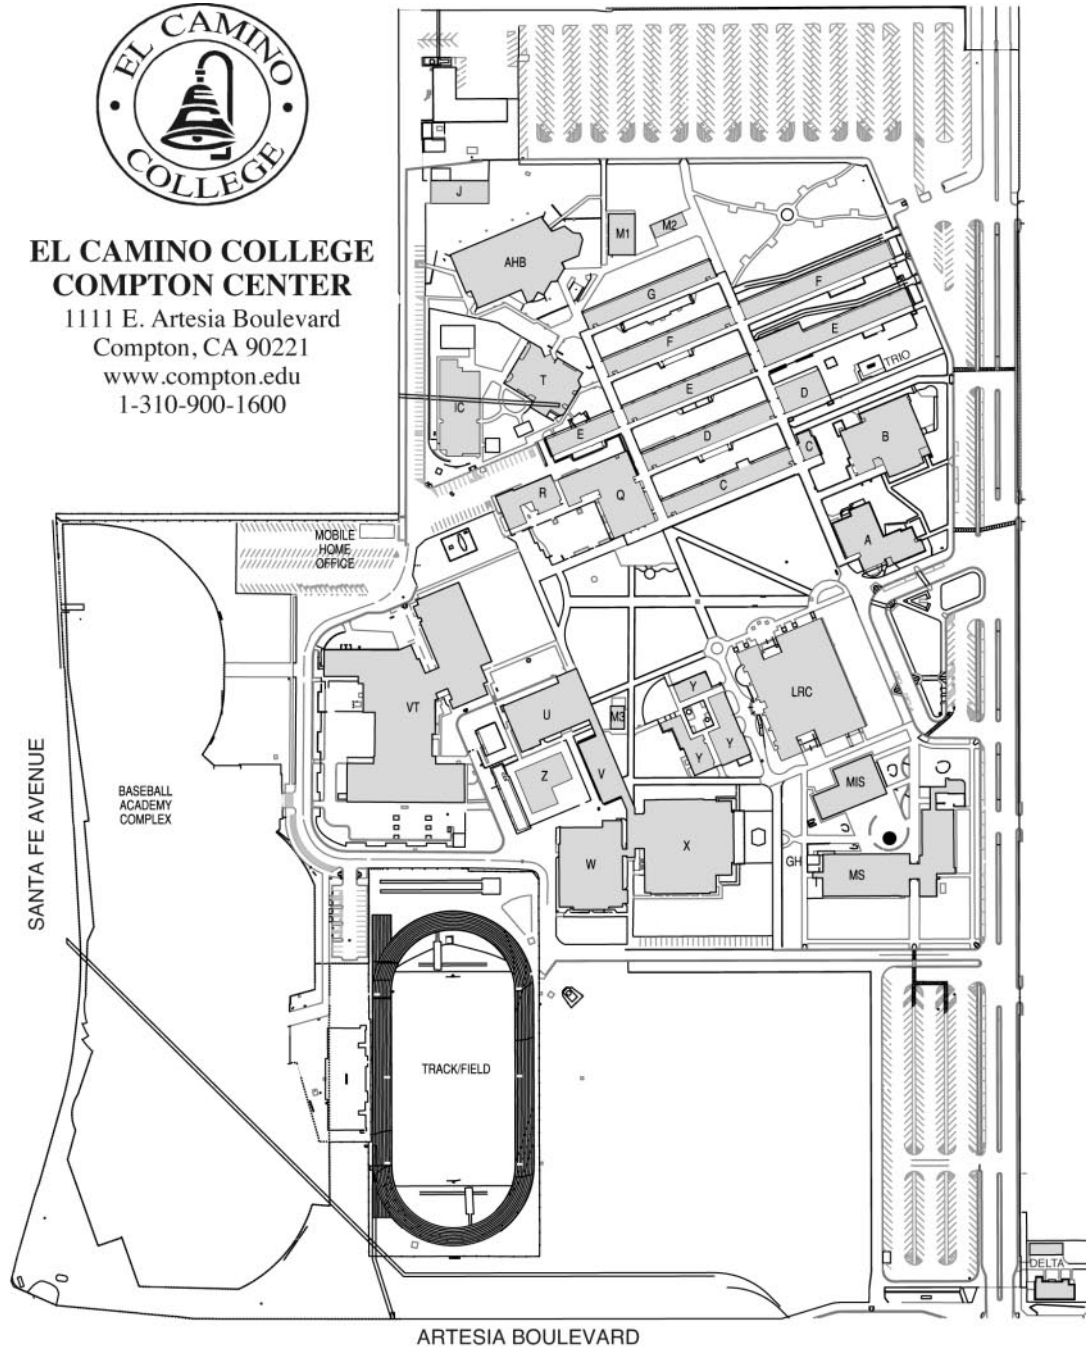 EL CAMINO
COLLEGE
EL CAMINO COLLEGE
COMPTON CENTER
1111 E. Artesia Boulevard
Compton, CA 90221
www.compton.edu
1-310-900-1600
J
M1
M2
AHB
G
F
F
E
T
IC
E
TRIO
D
E
D
C
B
R
Q
C
A
MOBILE
HOME
OFFICE
VT
U
M3
Y
Y
Y
LRC
Z
V
MIS
BASEBALL
ACADEMY
COMPLEX
SANTA FE AVENUE
W
X
GH
MS
TRACK/FIELD
I
DELTA
ARTESIA BOULEVARD